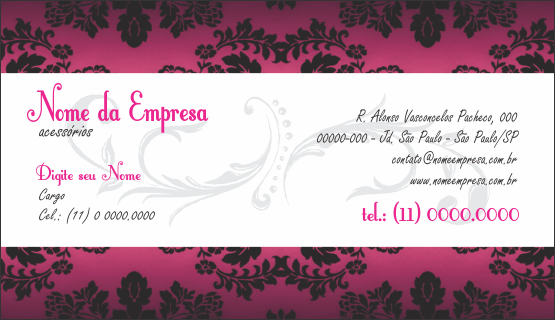 Nome da Empresa
acessórios
Digite seu Nome
Cargo
Cel.: (11) 0 0000.0000
R. Alonso Vasconcelos Pacheco, 000
00000-000 - Jd. São Paulo - São Paulo/SP
contato@nomeempresa.com.br
www.nomeempresa.com.br
tel.: (11) 0000.0000